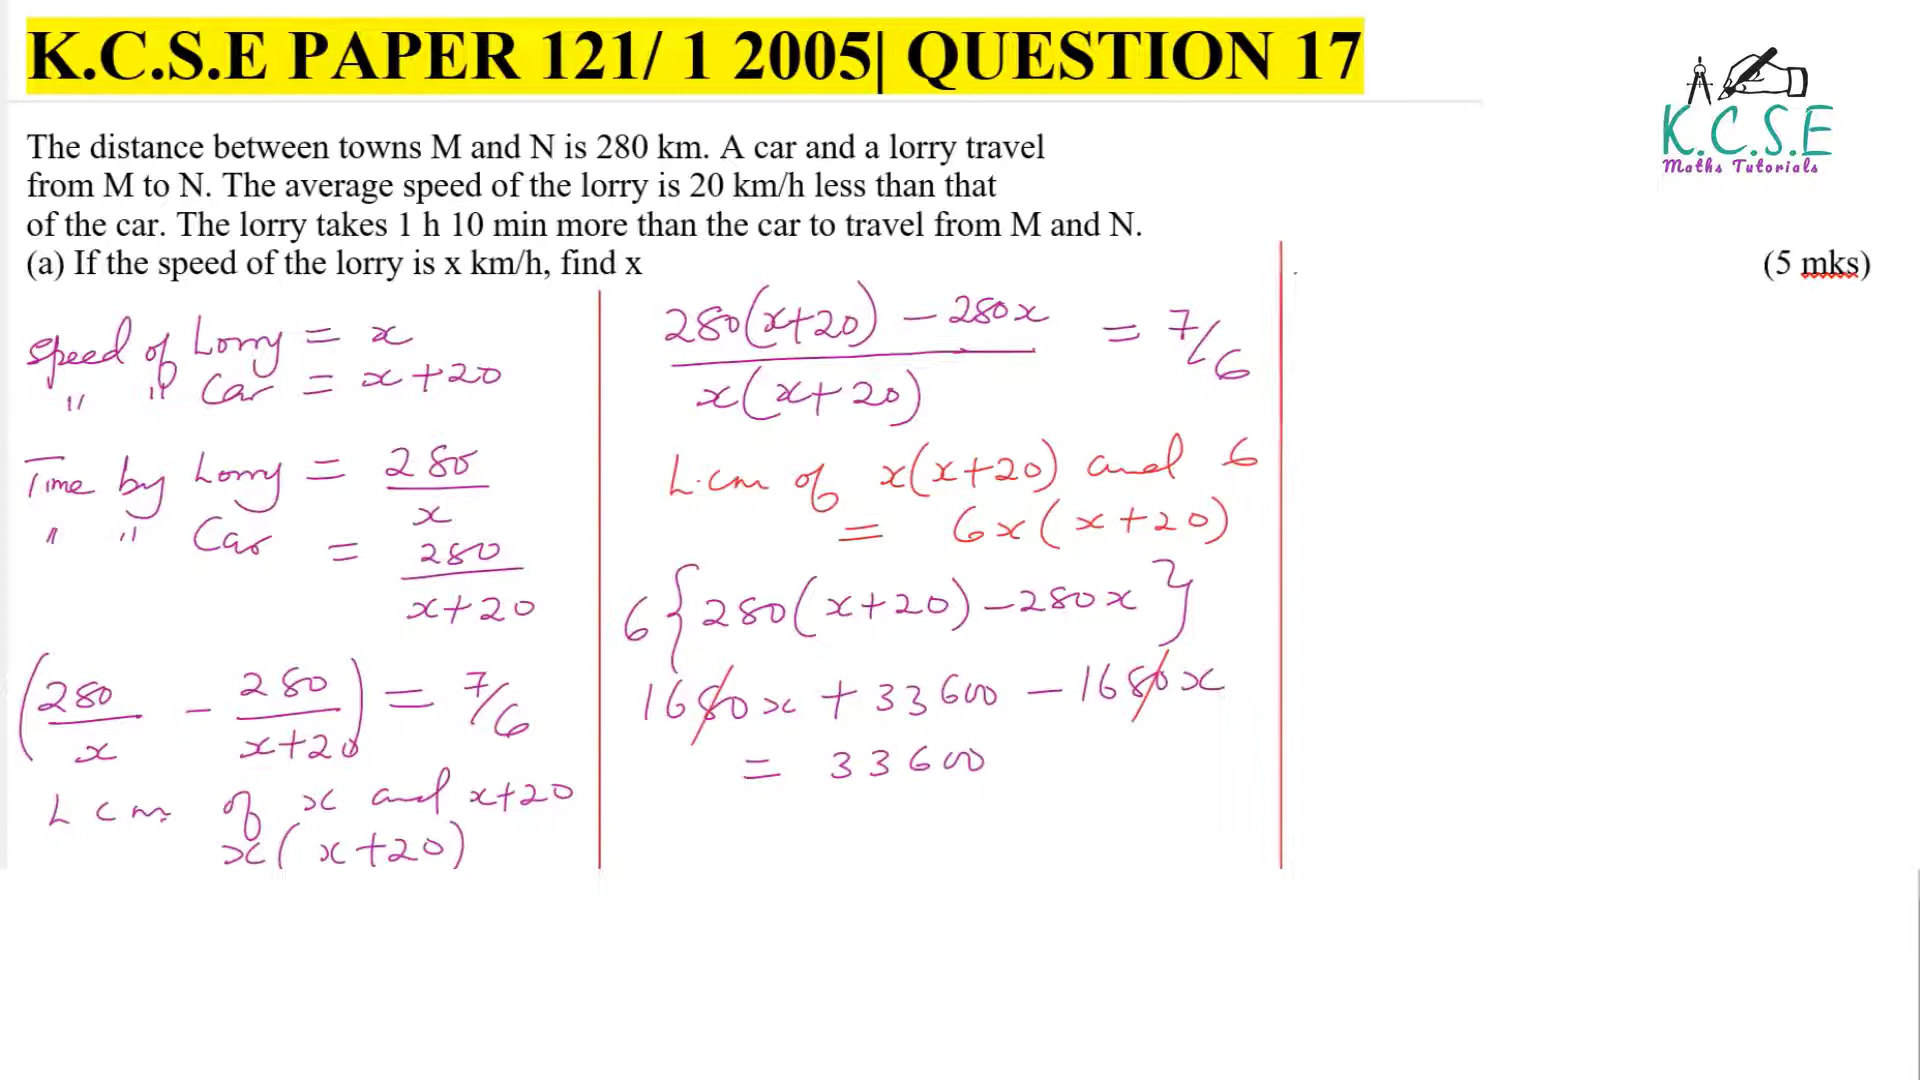 K.C.S.E PAPER 121/ 1 2005| QUESTION 17
K.C.S.E
Maths Tutorials
The distance between towns M and N is 280 km. A car and a lorry travel
from M to N. The average speed of the lorry is 20 km/h less than that
of the car. The lorry takes 1 h 10 min more than the car to travel from M and N.
(a) If the speed of the lorry is x km/h, find x (5 mks)
Speed of Lorry = x
" " Car = x+20
Time by Lorry = 280/x
" " Car = 280/x+20
(280/x - 280/x+20) = 7/6
L cm of x and x+20
x(x+20)
280(x+20) - 280x / x(x+20) = 7/6
L.cm of x(x+20) and 6
= 6x(x+20)
6{280(x+20)-280x}
1680x + 33600 - 1680x
= 33600